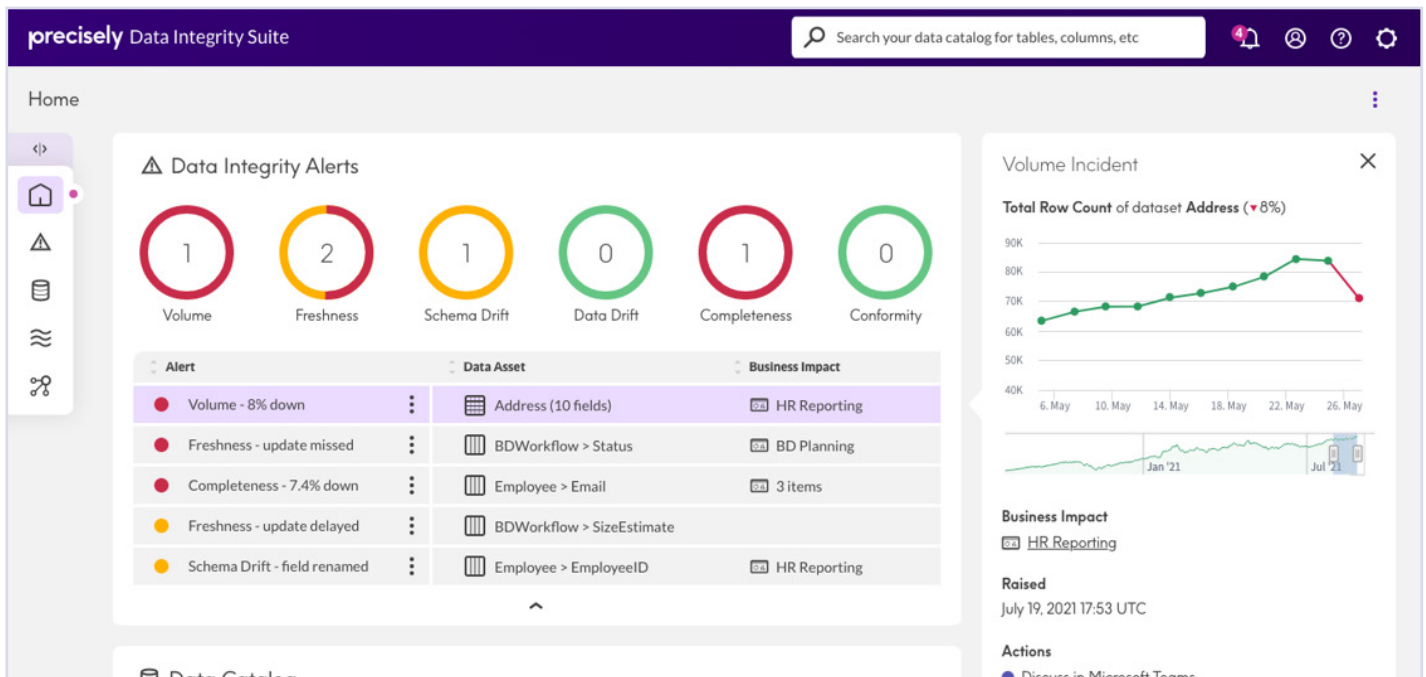 precisely Data Integrity Suite
Search your data catalog for tables, columns, etc
4
Home
Data Integrity Alerts
1 2 1 0 1 0
Volume Freshness Schema Drift Data Drift Completeness Conformity
Alert Data Asset Business Impact
Volume - 8% down Address (10 fields) HR Reporting
Freshness - update missed BDWorkflow > Status BD Planning
Completeness - 7.4% down Employee > Email 3 items
Freshness - update delayed BDWorkflow > SizeEstimate
Schema Drift - field renamed Employee > EmployeeID HR Reporting
Data Catalog
Volume Incident
Total Row Count of dataset Address (▾8%)
90K
80K
70K
60K
50K
40K
6. May 10. May 14. May 18. May 22. May 26. May
Jan '21 Jul '21
Business Impact
HR Reporting
Raised
July 19, 2021 17:53 UTC
Actions
Discuss in Microsoft Teams